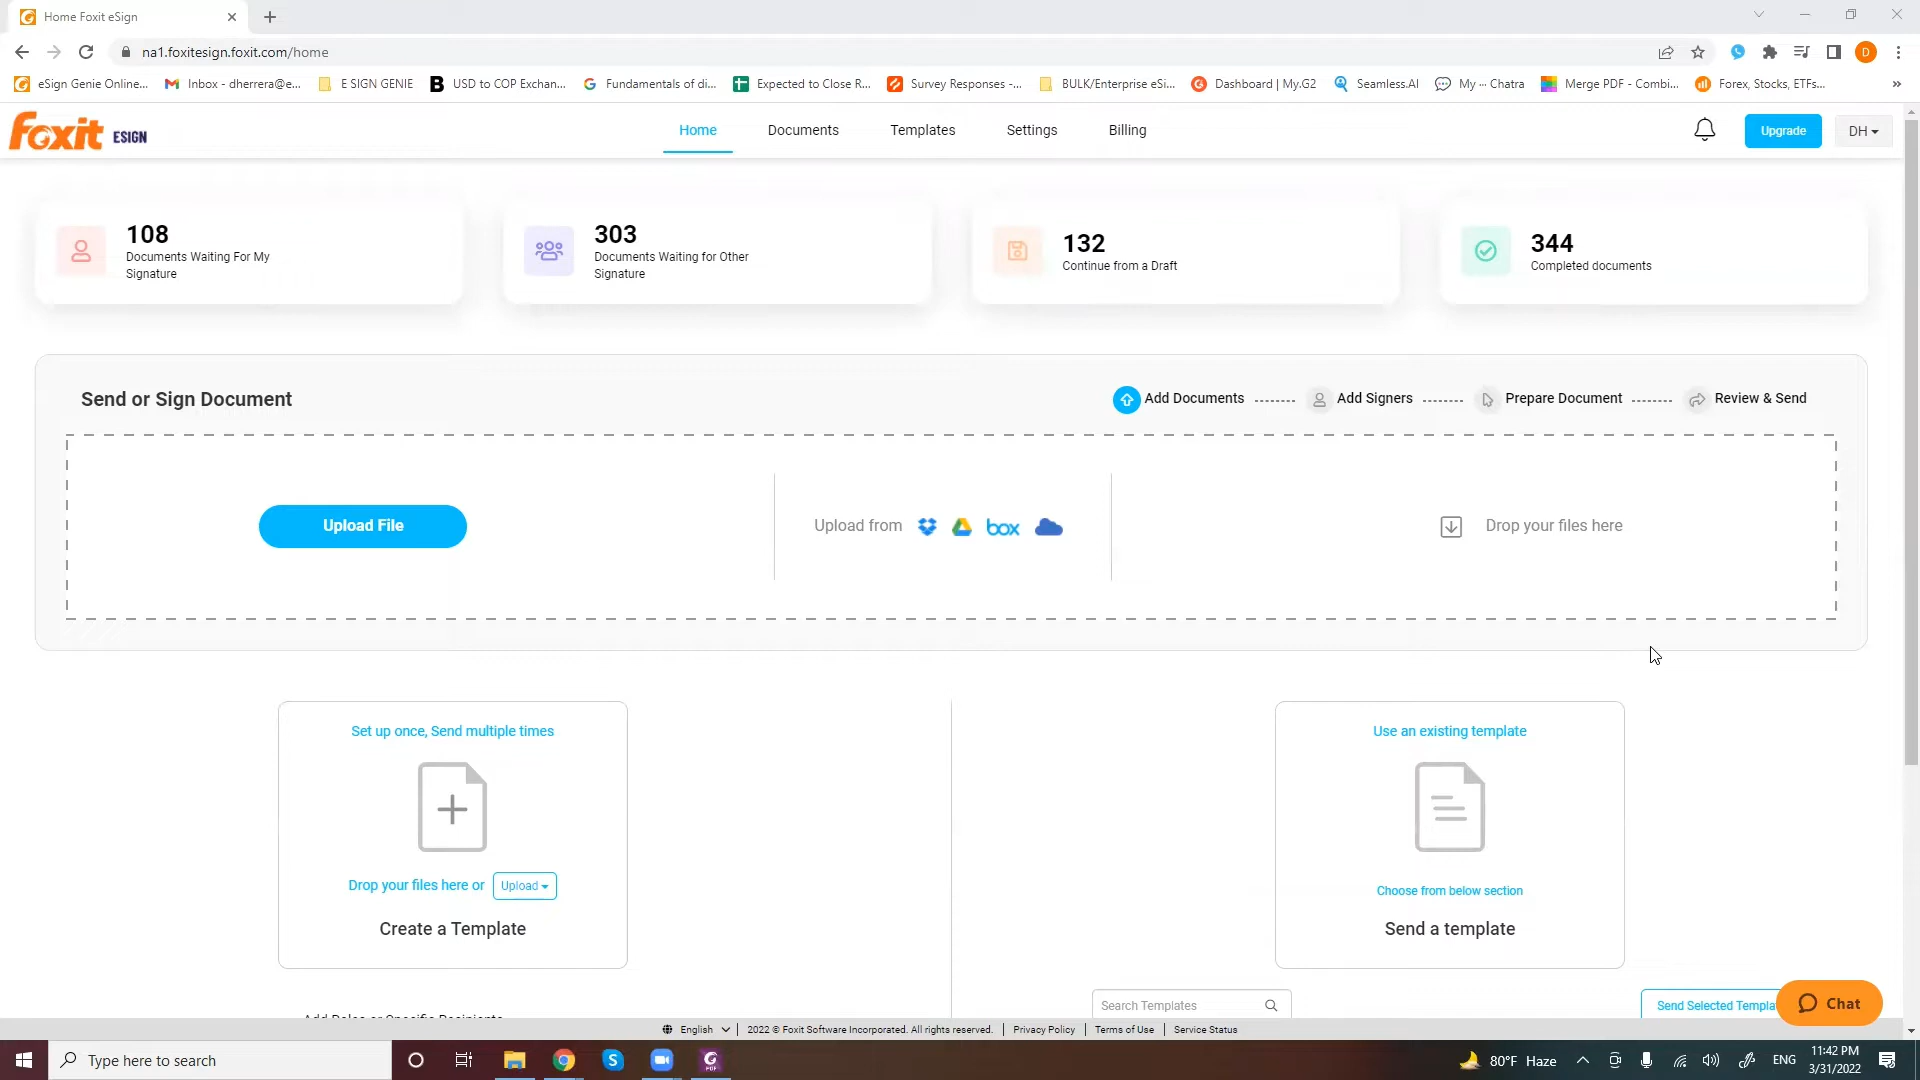 Home Foxit eSign
na1.foxitesign.foxit.com/home
D
eSign Genie Online...
Inbox - dherrera@e...
E SIGN GENIE
USD to COP Exchan...
Fundamentals of di...
Expected to Close R...
Survey Responses -...
BULK/Enterprise eSi...
Dashboard | My.G2
Seamless.AI
My ··· Chatra
Merge PDF - Combi...
Forex, Stocks, ETFs...
»
foxit ESIGN
Home
Documents
Templates
Settings
Billing
Upgrade
DH
108
Documents Waiting For My
Signature
303
Documents Waiting for Other
Signature
132
Continue from a Draft
344
Completed documents
Send or Sign Document
Add Documents
Add Signers
Prepare Document
Review & Send
Upload File
Upload from
box
Drop your files here
Set up once, Send multiple times
Drop your files here or
Upload
Create a Template
Use an existing template
Choose from below section
Send a template
Search Templates
Send Selected Templa
Chat
English
2022 © Foxit Software Incorporated. All rights reserved.
Privacy Policy
Terms of Use
Service Status
Type here to search
80°F Haze
ENG
11:42 PM
3/31/2022